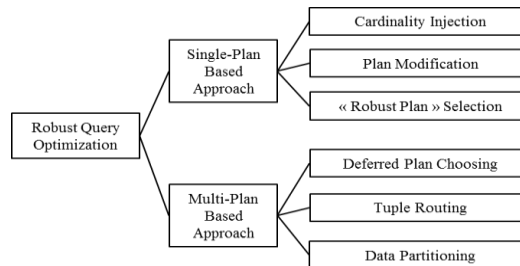 Robust Query
Optimization
Single-Plan
Based
Approach
Cardinality Injection
Plan Modification
« Robust Plan » Selection
Multi-Plan
Based
Approach
Deferred Plan Choosing
Tuple Routing
Data Partitioning